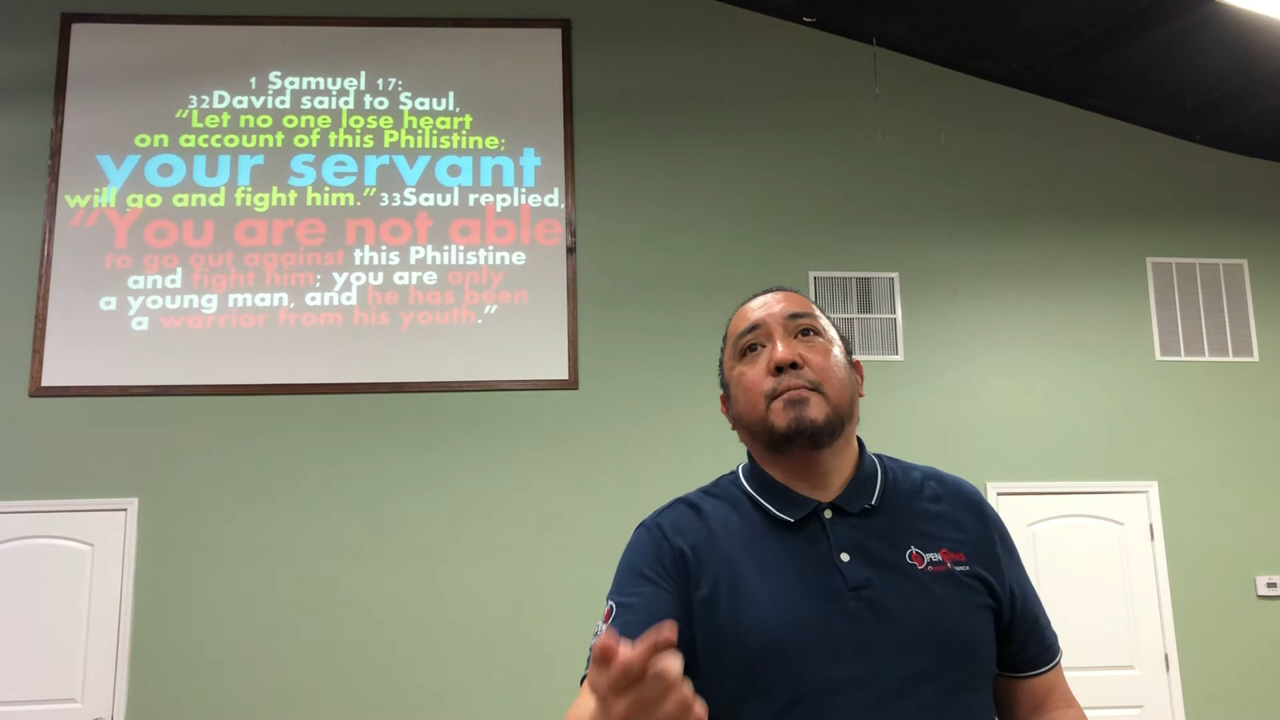 1 Samuel 17:
32David said to Saul,
“Let no one lose heart
on account of this Philistine;
your servant
will go and fight him.” 33Saul replied,
“You are not able
to go out against this Philistine
and fight him; you are only
a young man, and he has been
a warrior from his youth.”